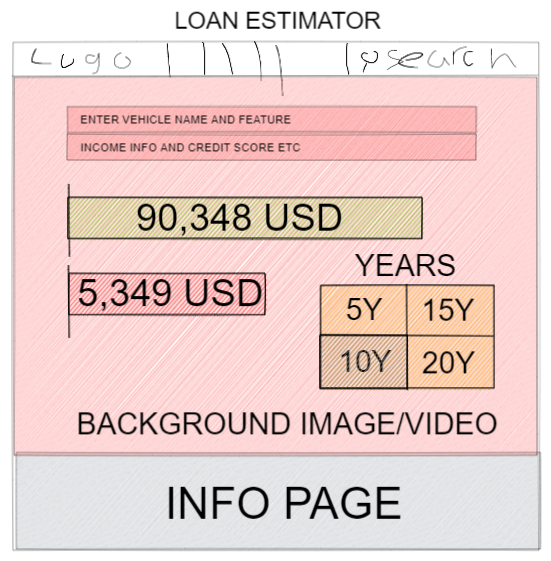 LOAN ESTIMATOR
Logo search
ENTER VEHICLE NAME AND FEATURE
INCOME INFO AND CREDIT SCORE ETC
90,348 USD
5,349 USD
YEARS
5Y 15Y
10Y 20Y
BACKGROUND IMAGE/VIDEO
INFO PAGE